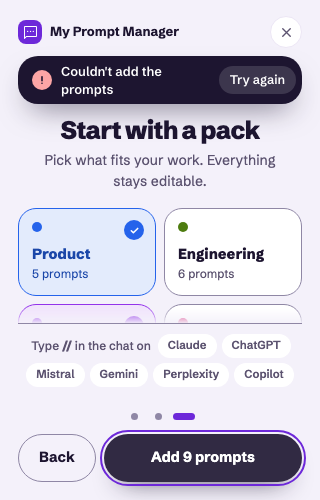 My Prompt Manager
Couldn't add the
prompts
Try again
Start with a pack
Pick what fits your work. Everything
stays editable.
Product
5 prompts
Engineering
6 prompts
Type // in the chat on
Claude
ChatGPT
Mistral
Gemini
Perplexity
Copilot
Back
Add 9 prompts